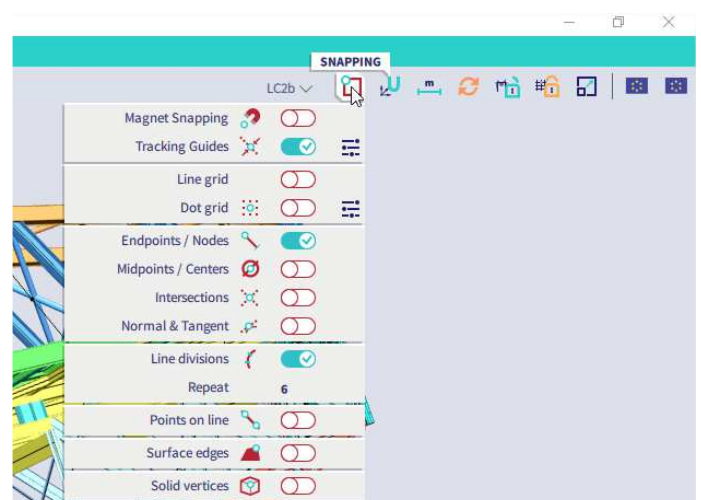 SNAPPING
LC2b
m
Magnet Snapping
Tracking Guides
Line grid
Dot grid
Endpoints / Nodes
Midpoints / Centers
Intersections
Normal & Tangent
Line divisions
Repeat 6
Points on line
Surface edges
Solid vertices